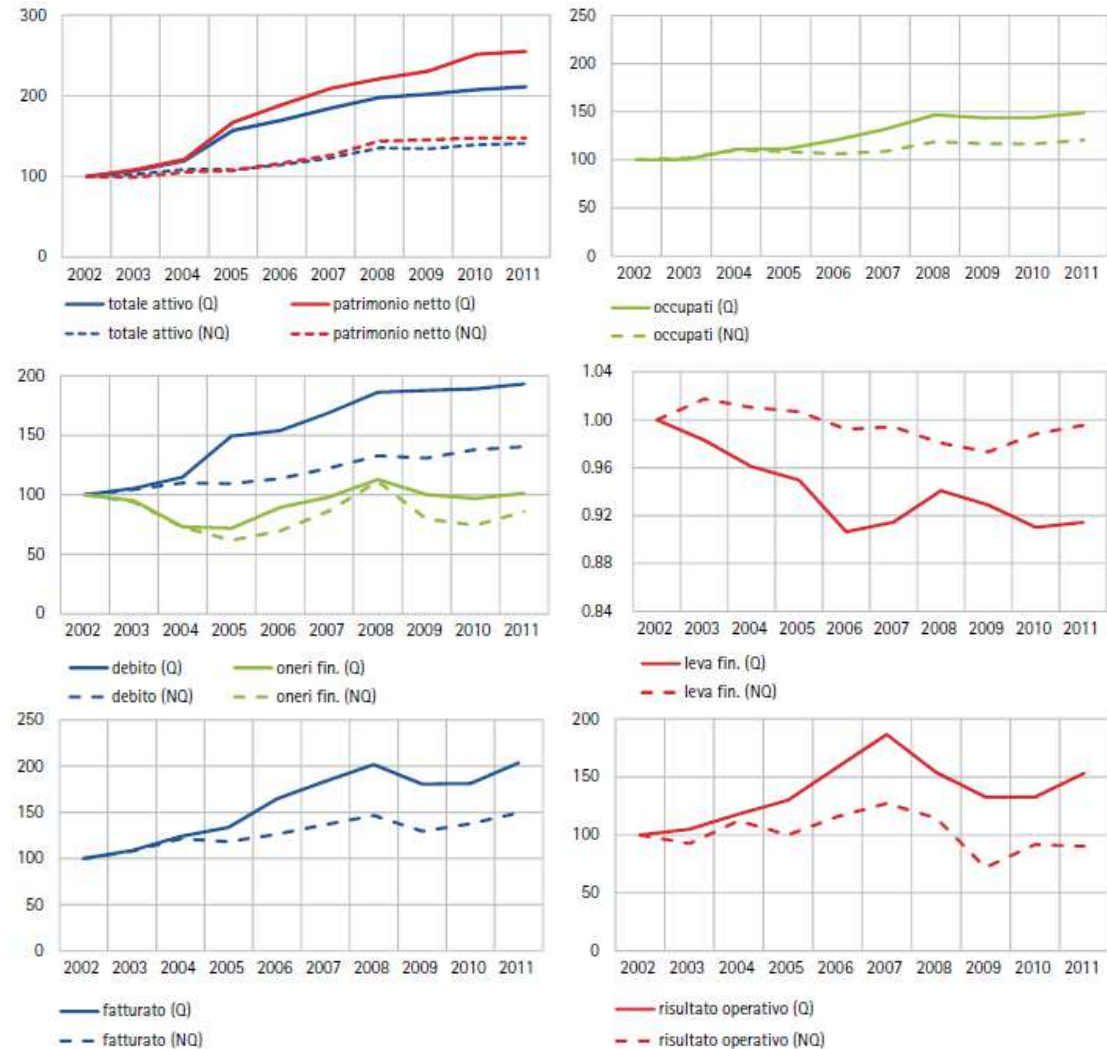 300
200
100
0
2002 2003 2004 2005 2006 2007 2008 2009 2010 2011
totale attivo (Q) patrimonio netto (Q)
totale attivo (NQ) patrimonio netto (NQ)
250
200
150
100
50
0
2002 2003 2004 2005 2006 2007 2008 2009 2010 2011
occupati (Q)
occupati (NQ)
200
150
100
50
0
2002 2003 2004 2005 2006 2007 2008 2009 2010 2011
debito (Q) oneri fin. (Q)
debito (NQ) oneri fin. (NQ)
1.04
1.00
0.96
0.92
0.88
0.84
2002 2003 2004 2005 2006 2007 2008 2009 2010 2011
leva fin. (Q)
leva fin. (NQ)
250
200
150
100
50
0
2002 2003 2004 2005 2006 2007 2008 2009 2010 2011
fatturato (Q)
fatturato (NQ)
200
150
100
50
0
2002 2003 2004 2005 2006 2007 2008 2009 2010 2011
risultato operativo (Q)
risultato operativo (NQ)